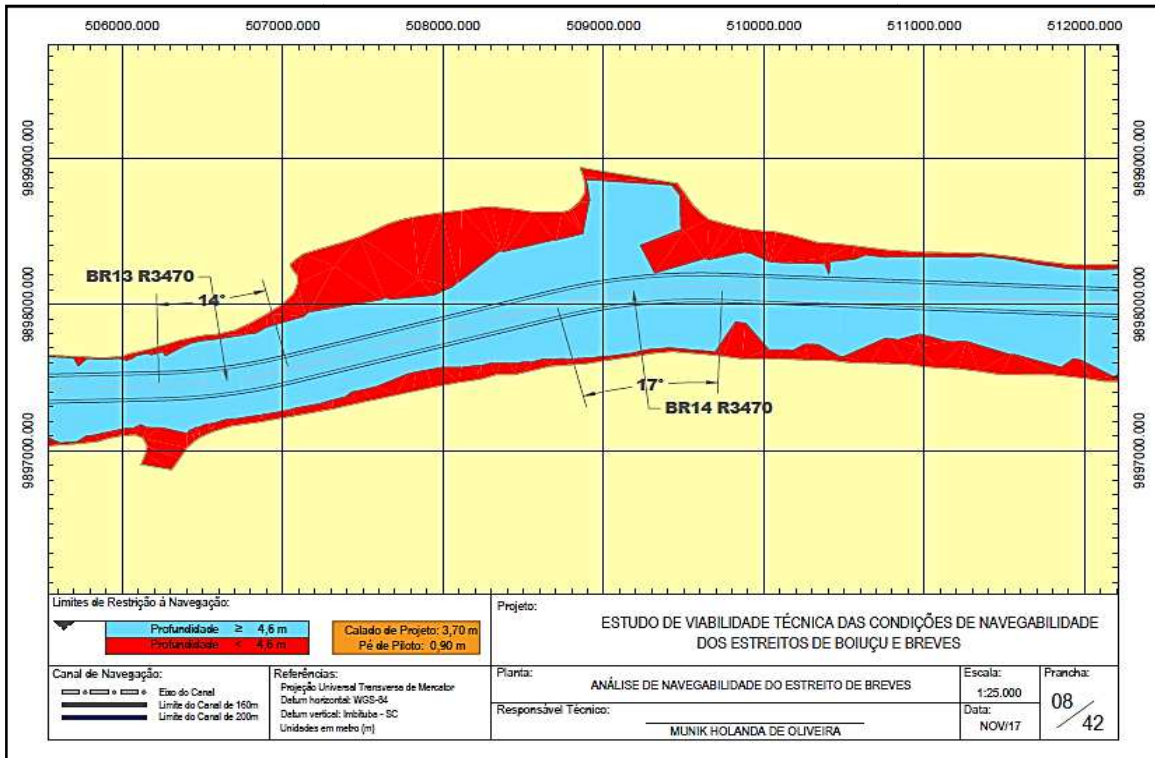 506000.000 507000.000 508000.000 509000.000 510000.000 511000.000 512000.000
9899000.000 9899000.000
9898000.000 9898000.000
9897000.000 9897000.000
BR13 R3470
14°
17°
BR14 R3470
Limites de Restrição à Navegação:
Profundidade ≥ 4,6 m
Profundidade < 4,6 m
Calado de Projeto: 3,70 m
Pé de Piloto: 0,90 m
Canal de Navegação:
Eixo do Canal
Limite do Canal de 160m
Limite do Canal de 200m
Referências:
Projeção Universal Transversa de Mercator
Datum horizontal: WGS-84
Datum vertical: Imbituba - SC
Unidades em metro (m)
Projeto:
ESTUDO DE VIABILIDADE TÉCNICA DAS CONDIÇÕES DE NAVEGABILIDADE
DOS ESTREITOS DE BOIUÇU E BREVES
Planta:
ANÁLISE DE NAVEGABILIDADE DO ESTREITO DE BREVES
Responsável Técnico:
MUNIK HOLANDA DE OLIVEIRA
Escala:
1:25.000
Data:
NOV/17
Prancha:
08/42